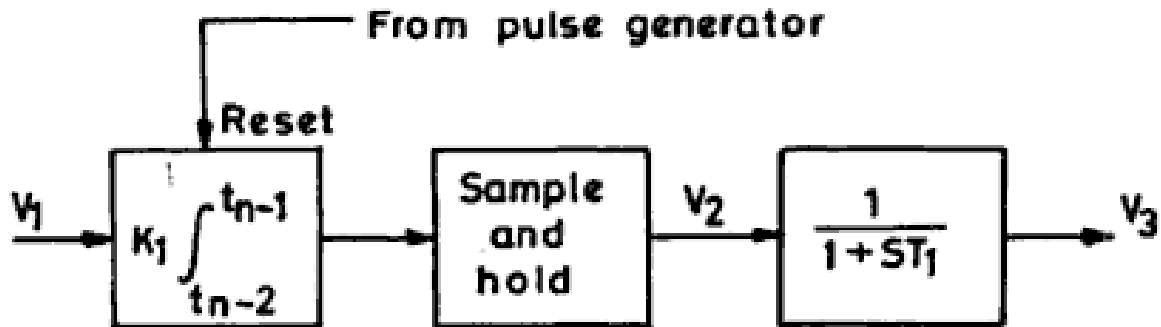 From pulse generator
Reset
V₁
K₁ ∫ tn-1 tn-2
Sample
and
hold
V₂
1
1 + ST₁
V₃